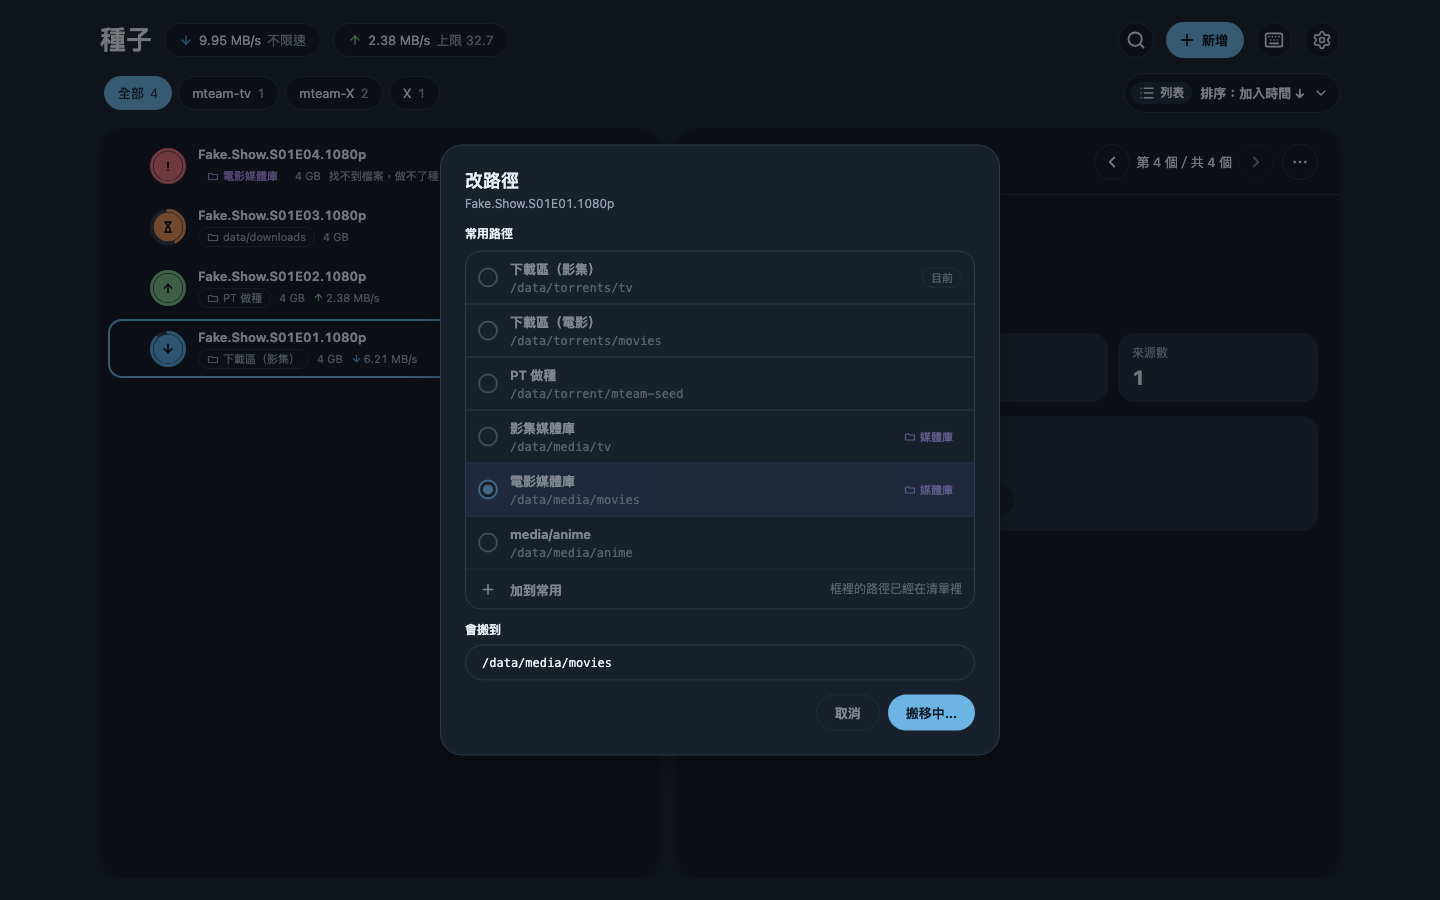 種子
9.95 MB/s 不限速
2.38 MB/s 上限 32.7
新增
全部 4
mteam-tv 1
mteam-X 2
X 1
列表
排序：加入時間
Fake.Show.S01E04.1080p
電影媒體庫 4 GB 找不到檔案，做不了種
Fake.Show.S01E03.1080p
data/downloads 4 GB
Fake.Show.S01E02.1080p
PT 做種 4 GB 2.38 MB/s
Fake.Show.S01E01.1080p
下載區（影集） 4 GB 6.21 MB/s
第 4 個 / 共 4 個
來源數
1
改路徑
Fake.Show.S01E01.1080p
常用路徑
下載區（影集）
/data/torrents/tv
目前
下載區（電影）
/data/torrents/movies
PT 做種
/data/torrent/mteam-seed
影集媒體庫
/data/media/tv
媒體庫
電影媒體庫
/data/media/movies
媒體庫
media/anime
/data/media/anime
加到常用
框裡的路徑已經在清單裡
會搬到
/data/media/movies
取消
搬移中...